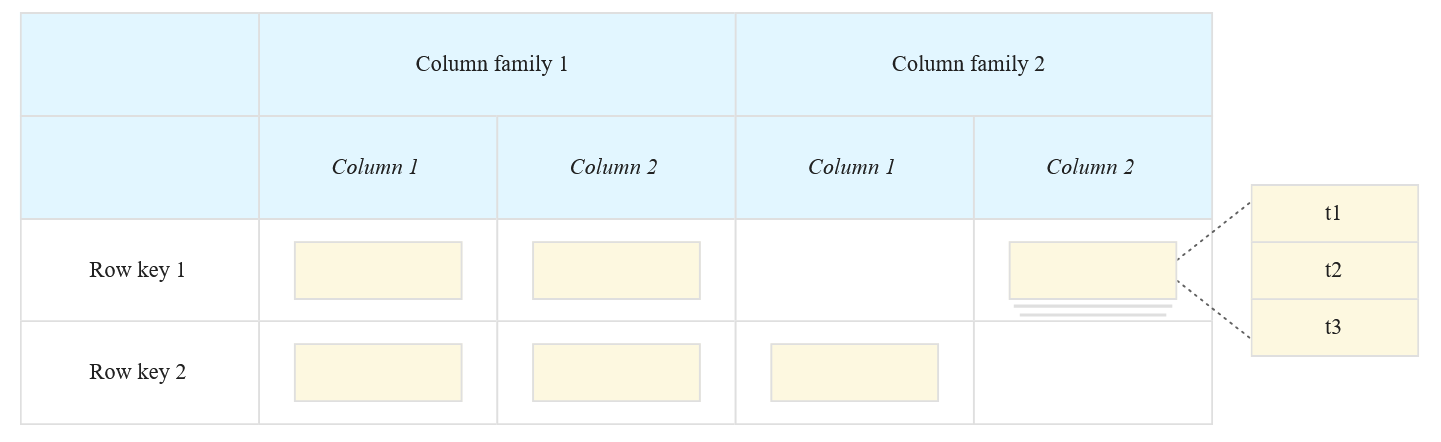 Column family 1
Column family 2
Column 1
Column 2
Column 1
Column 2
Row key 1
Row key 2
t1
t2
t3